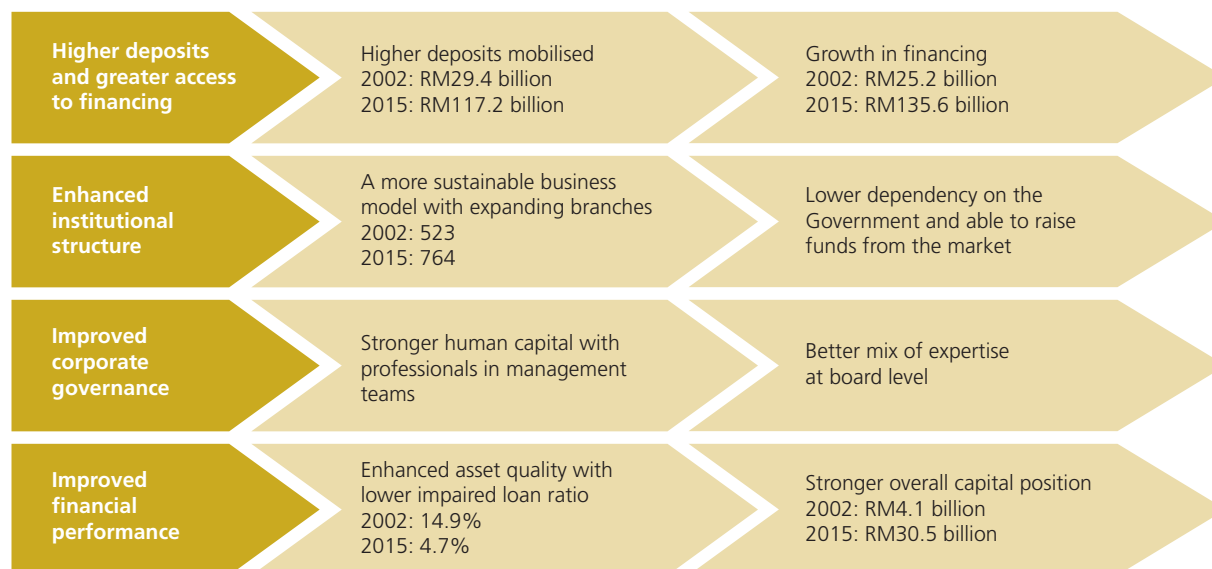 Higher deposits
and greater access
to financing
Higher deposits mobilised
2002: RM29.4 billion
2015: RM117.2 billion
Growth in financing
2002: RM25.2 billion
2015: RM135.6 billion
Enhanced
institutional
structure
A more sustainable business
model with expanding branches
2002: 523
2015: 764
Lower dependency on the
Government and able to raise
funds from the market
Improved
corporate
governance
Stronger human capital with
professionals in management
teams
Better mix of expertise
at board level
Improved
financial
performance
Enhanced asset quality with
lower impaired loan ratio
2002: 14.9%
2015: 4.7%
Stronger overall capital position
2002: RM4.1 billion
2015: RM30.5 billion